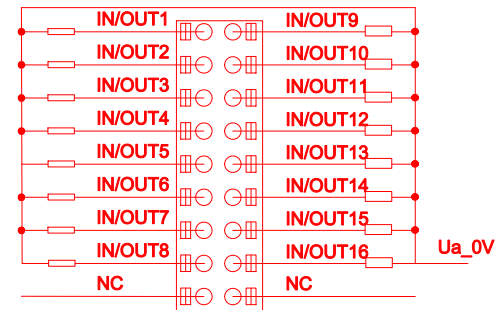 IN/OUT1 IN/OUT9
IN/OUT2 IN/OUT10
IN/OUT3 IN/OUT11
IN/OUT4 IN/OUT12
IN/OUT5 IN/OUT13
IN/OUT6 IN/OUT14
IN/OUT7 IN/OUT15
IN/OUT8 IN/OUT16
Ua_0V
NC NC